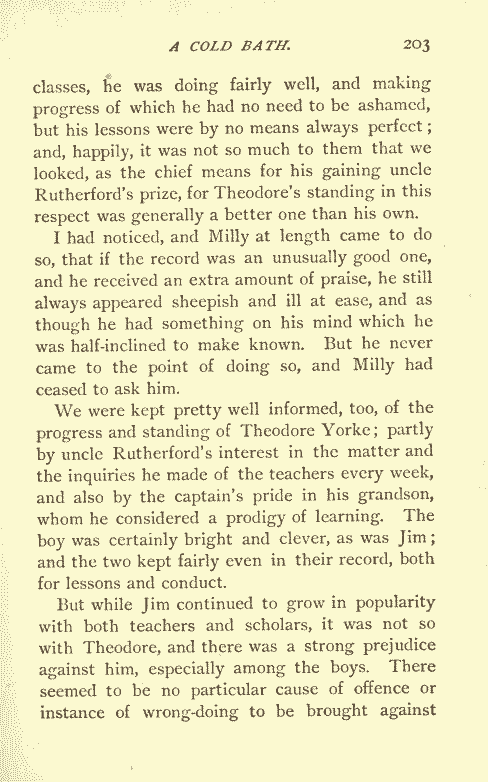 A COLD BATH. 203
classes, he was doing fairly well, and making
progress of which he had no need to be ashamed,
but his lessons were by no means always perfect ;
and, happily, it was not so much to them that we
looked, as the chief means for his gaining uncle
Rutherford's prize, for Theodore's standing in this
respect was generally a better one than his own.
I had noticed, and Milly at length came to do
so, that if the record was an unusually good one,
and he received an extra amount of praise, he still
always appeared sheepish and ill at ease, and as
though he had something on his mind which he
was half-inclined to make known. But he never
came to the point of doing so, and Milly had
ceased to ask him.
We were kept pretty well informed, too, of the
progress and standing of Theodore Yorke ; partly
by uncle Rutherford's interest in the matter and
the inquiries he made of the teachers every week,
and also by the captain's pride in his grandson,
whom he considered a prodigy of learning. The
boy was certainly bright and clever, as was Jim ;
and the two kept fairly even in their record, both
for lessons and conduct.
But while Jim continued to grow in popularity
with both teachers and scholars, it was not so
with Theodore, and there was a strong prejudice
against him, especially among the boys. There
seemed to be no particular cause of offence or
instance of wrong-doing to be brought against